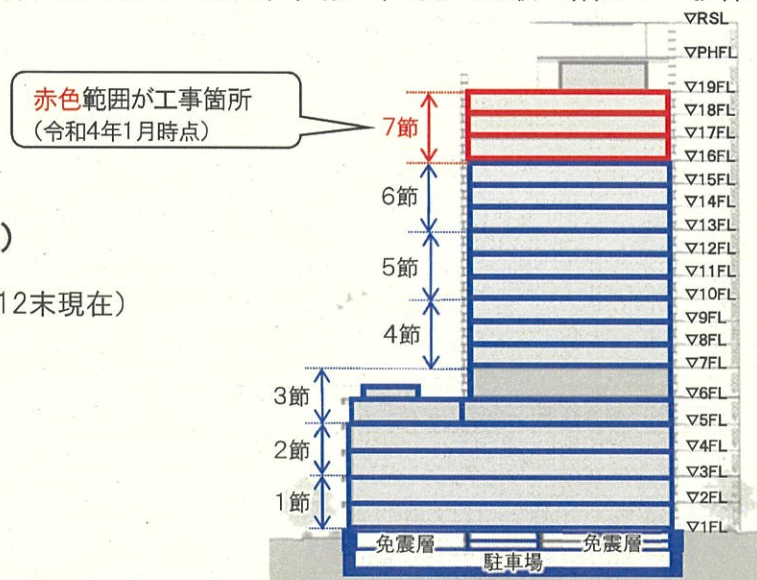 ▽RSL
▽PHFL
赤色範囲が工事箇所
(令和4年1月時点)
▽19FL
▽18FL
7節
▽17FL
▽16FL
▽15FL
6節
▽14FL
▽13FL
)
▽12FL
5節
▽11FL
12末現在)
▽10FL
▽9FL
4節
▽8FL
▽7FL
3節
▽6FL
▽5FL
2節
▽4FL
▽3FL
1節
▽2FL
▽1FL
免震層
免震層
駐車場